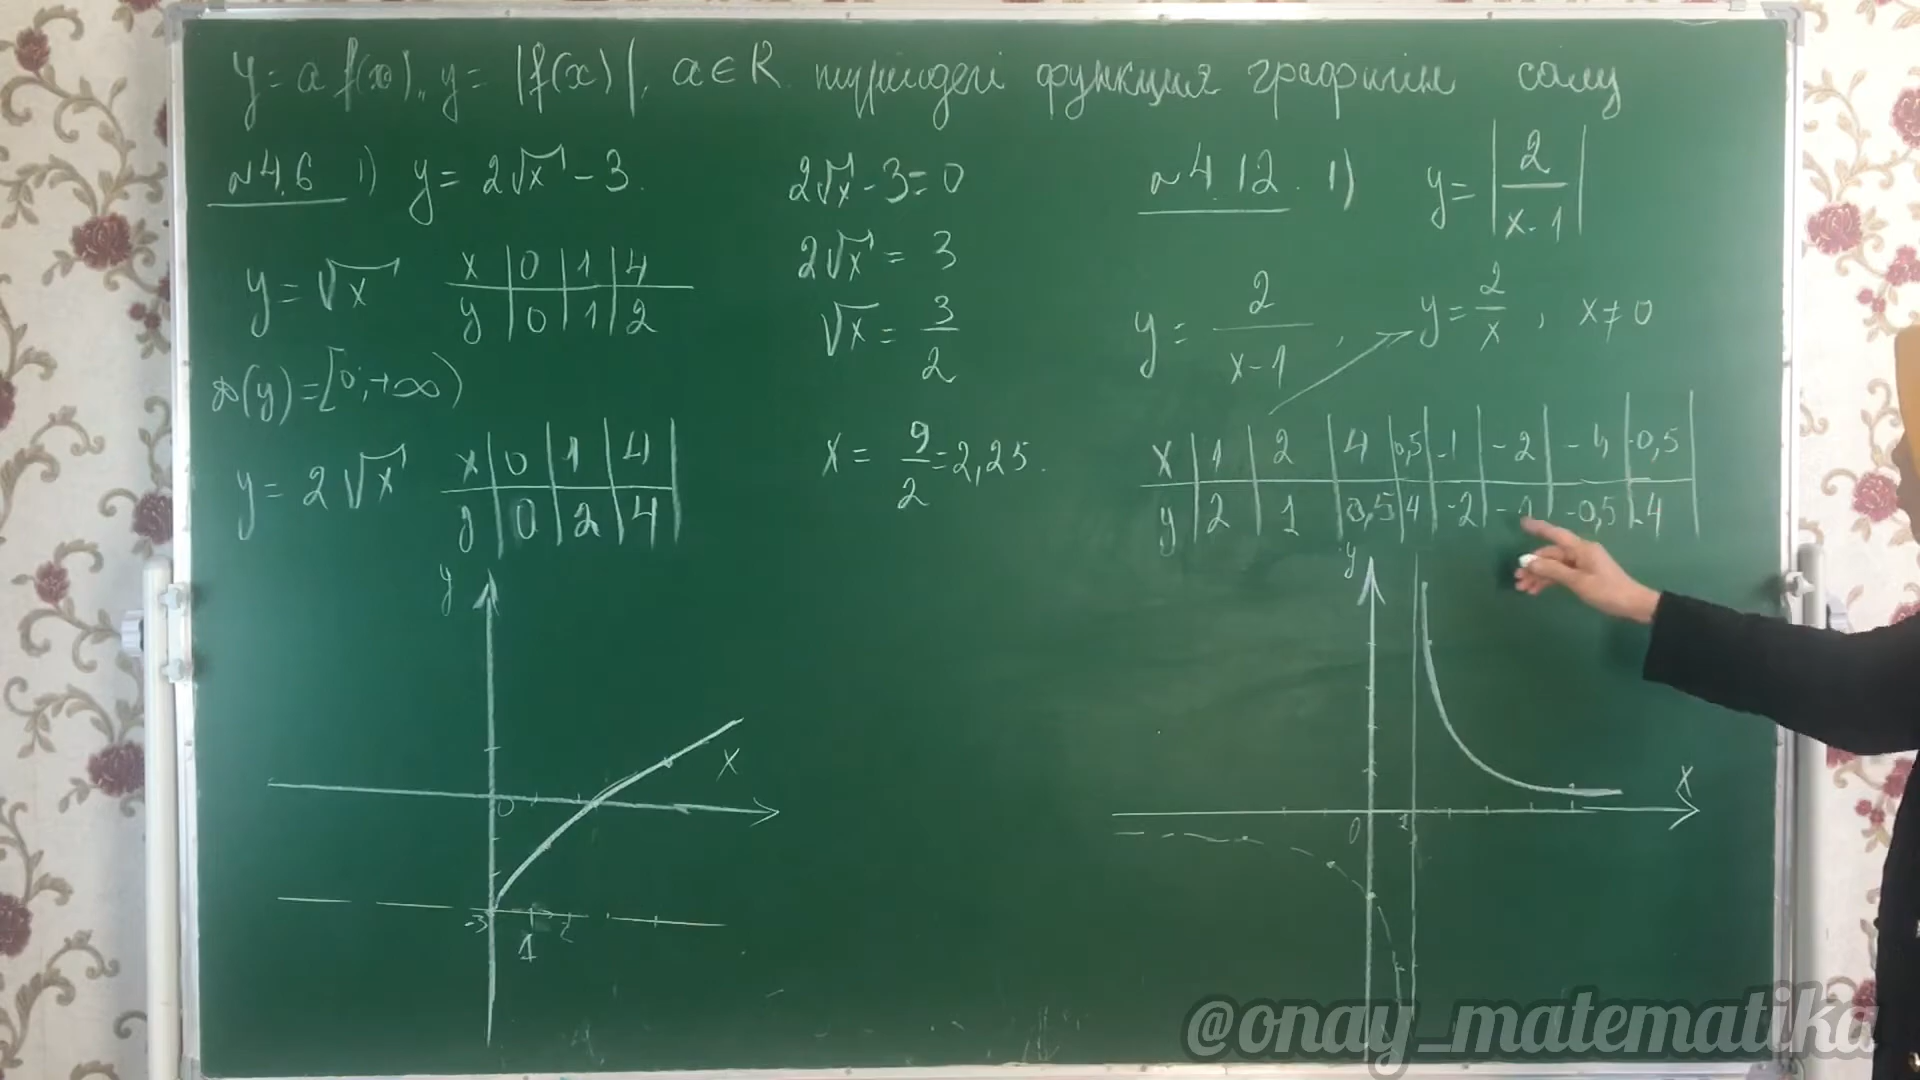 y = a f(x), y = |f(x)|, a ∈ R. түріндегі функция графигін салу
№4.6 1) y = 2√x - 3.
y = √x
x | 0 | 1 | 4
y | 0 | 1 | 2
D(y) = [0; +∞)
y = 2√x
x | 0 | 1 | 4
y | 0 | 2 | 4
y
x
0
-3
1
2
2√x - 3 = 0
2√x = 3
√x = 3/2
x = 9/2 = 2,25.
№4.12. 1) y = |2/(x-1)|
y = 2/(x-1), y = 2/x, x ≠ 0
x | 1 | 2 | 4 | 0,5 | -1 | -2 | -4 | -0,5
y | 2 | 1 | 0,5 | 4 | -2 | -1 | -0,5 | -4
y
x
0
1
@onay_matematika